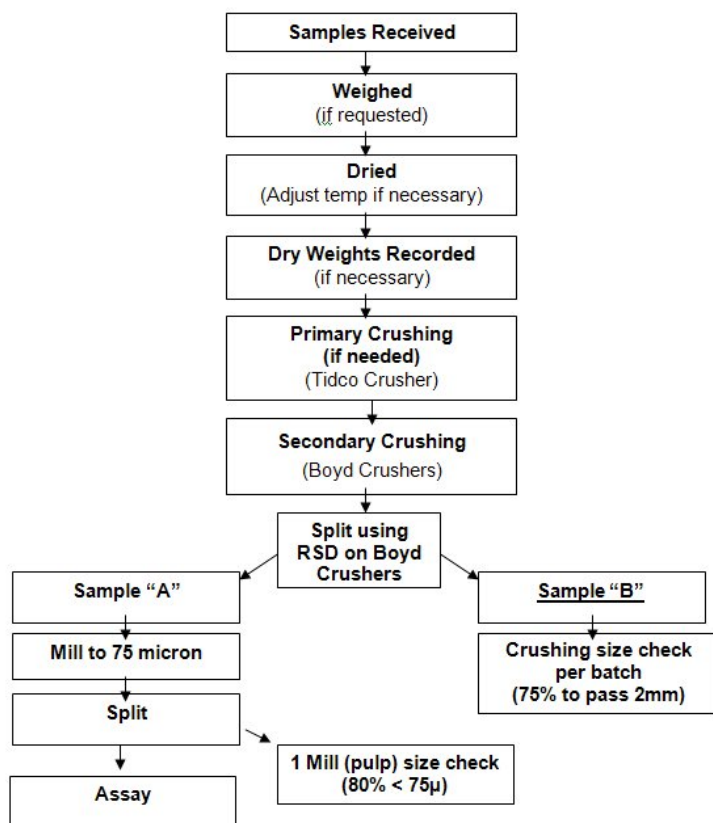 Samples Received
Weighed
(if requested)
Dried
(Adjust temp if necessary)
Dry Weights Recorded
(if necessary)
Primary Crushing
(if needed)
(Tidco Crusher)
Secondary Crushing
(Boyd Crushers)
Split using
RSD on Boyd
Crushers
Sample “A”
Sample “B”
Mill to 75 micron
Crushing size check
per batch
(75% to pass 2mm)
Split
1 Mill (pulp) size check
(80% < 75µ)
Assay